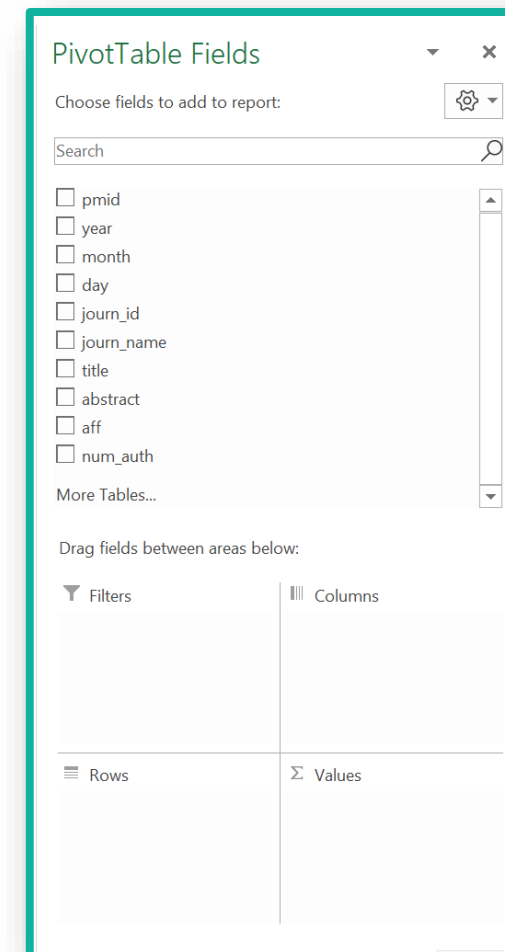 PivotTable Fields
Choose fields to add to report:
Search
pmid
year
month
day
journ_id
journ_name
title
abstract
aff
num_auth
More Tables...
Drag fields between areas below:
Filters
Columns
Rows
Σ Values